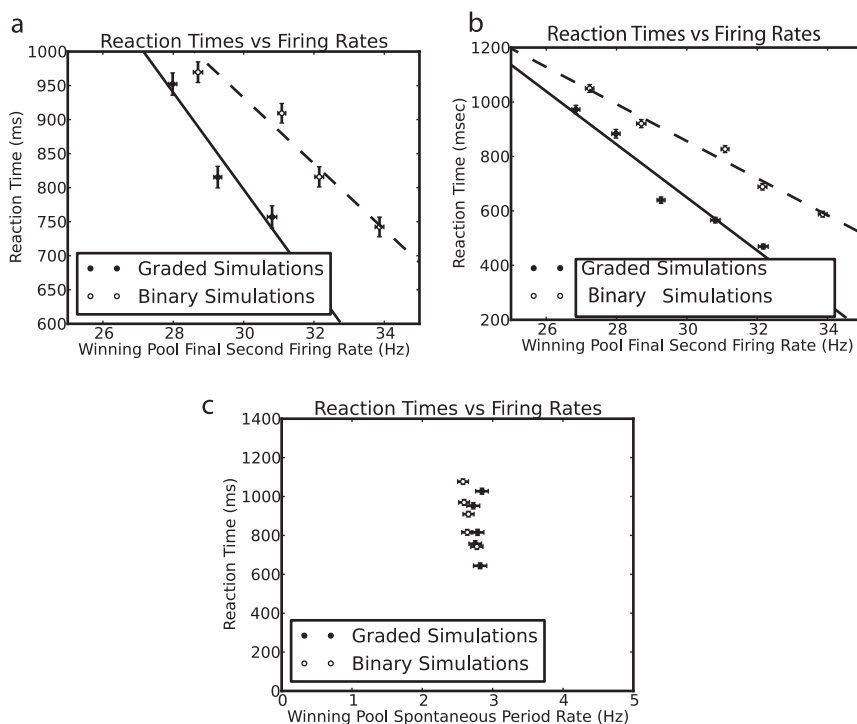 a
Reaction Times vs Firing Rates
1000
950
900
850
800
750
700
650
600
Reaction Time (ms)
Graded Simulations
Binary Simulations
26 28 30 32 34
Winning Pool Final Second Firing Rate (Hz)
b
Reaction Times vs Firing Rates
1200
1000
800
600
400
200
Reaction Time (msec)
Graded Simulations
Binary Simulations
26 28 30 32 34
Winning Pool Final Second Firing Rate (Hz)
c
Reaction Times vs Firing Rates
1400
1200
1000
800
600
400
200
0
Reaction Time (ms)
Graded Simulations
Binary Simulations
0 1 2 3 4 5
Winning Pool Spontaneous Period Rate (Hz)